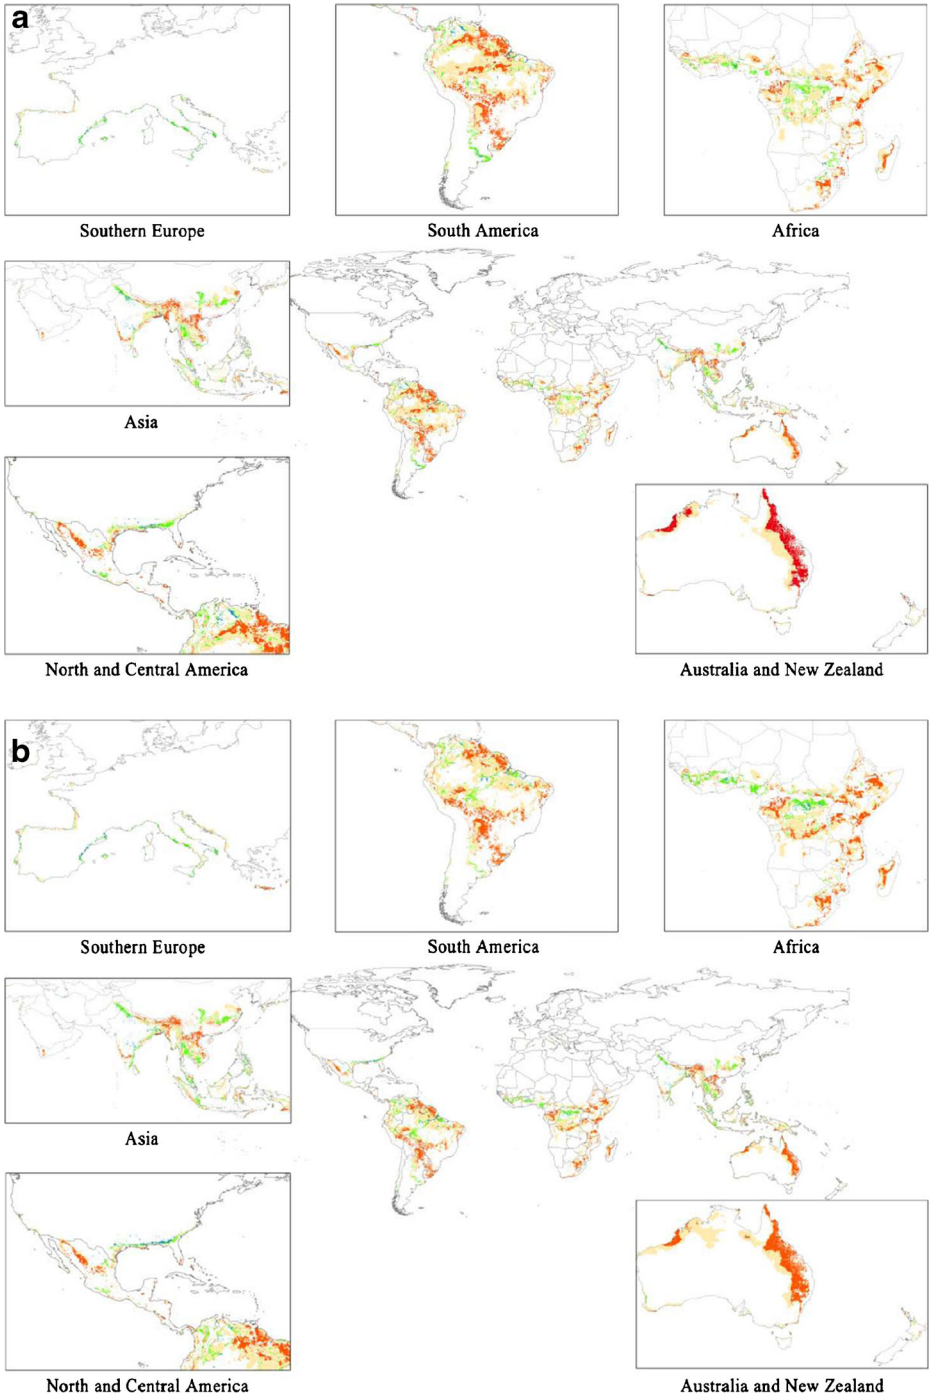 a
Southern Europe
South America
Africa
Asia
North and Central America
Australia and New Zealand
b
Southern Europe
South America
Africa
Asia
North and Central America
Australia and New Zealand